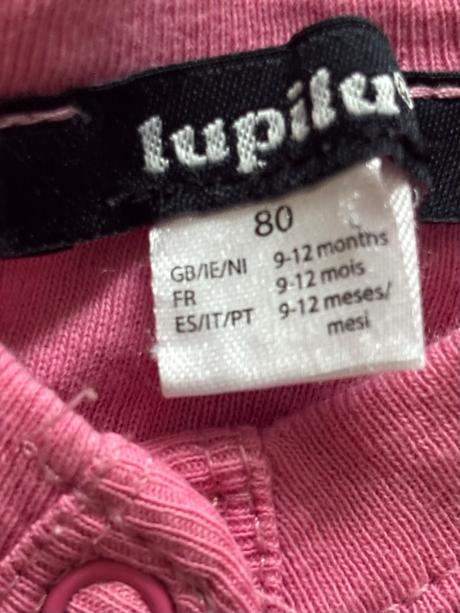 lupilu®
80
GB/IE/NI 9-12 months
FR 9-12 mois
ES/IT/PT 9-12 meses/
mesi